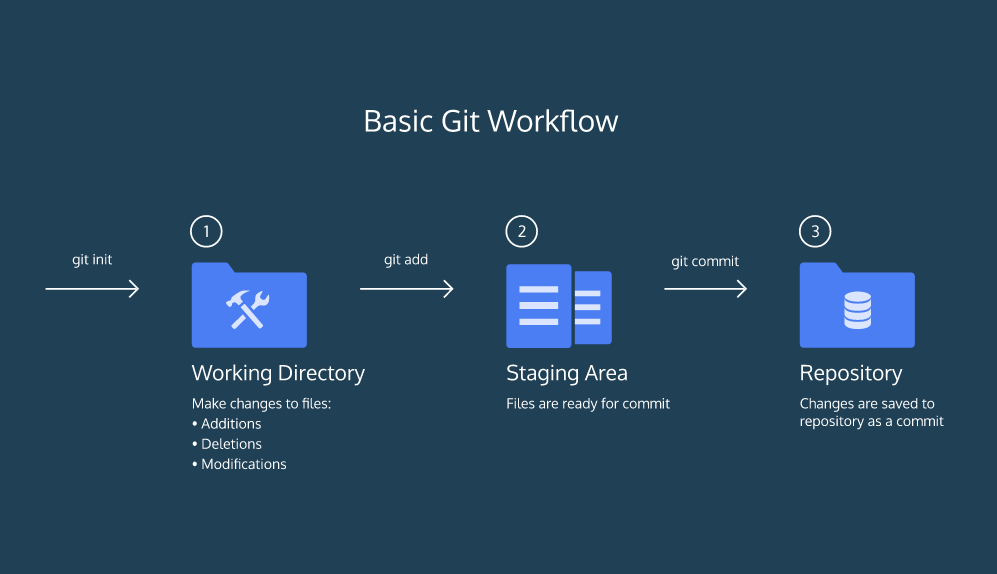 Basic Git Workflow
git init
1
Working Directory
Make changes to files:
• Additions
• Deletions
• Modifications
git add
2
Staging Area
Files are ready for commit
git commit
3
Repository
Changes are saved to
repository as a commit